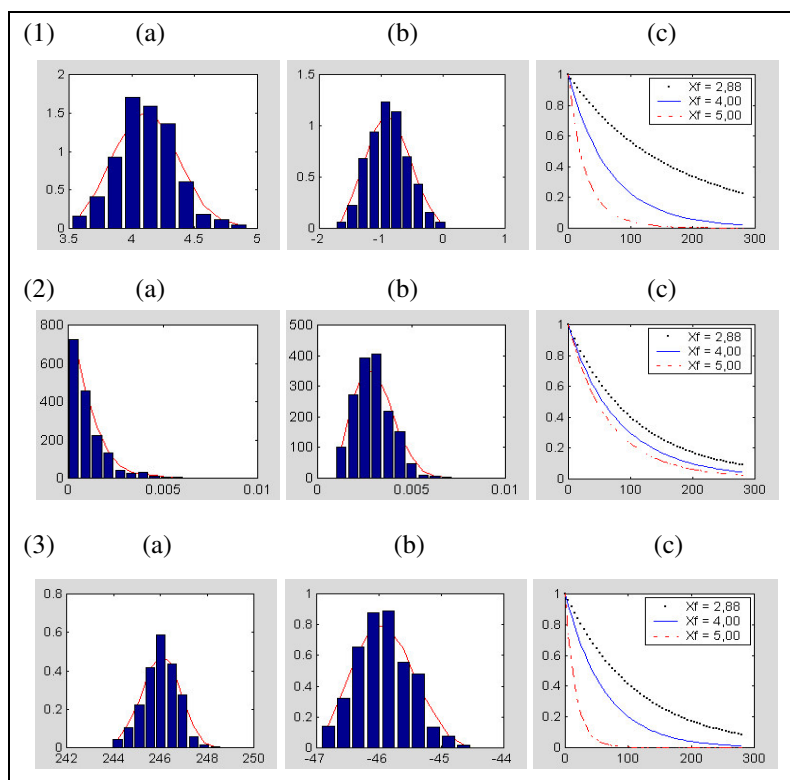 (1) (a) (b) (c)
2
1.5
1
0.5
0
3.5 4 4.5 5
1.5
1
0.5
0
-2 -1 0 1
1
0.8
0.6
0.4
0.2
0
0 100 200 300
Xf = 2,88
Xf = 4,00
Xf = 5,00
(2) (a) (b) (c)
800
600
400
200
0
0 0.005 0.01
500
400
300
200
100
0
0 0.005 0.01
1
0.8
0.6
0.4
0.2
0
0 100 200 300
Xf = 2,88
Xf = 4,00
Xf = 5,00
(3) (a) (b) (c)
0.8
0.6
0.4
0.2
0
242 244 246 248 250
1
0.8
0.6
0.4
0.2
0
-47 -46 -45 -44
1
0.8
0.6
0.4
0.2
0
0 100 200 300
Xf = 2,88
Xf = 4,00
Xf = 5,00